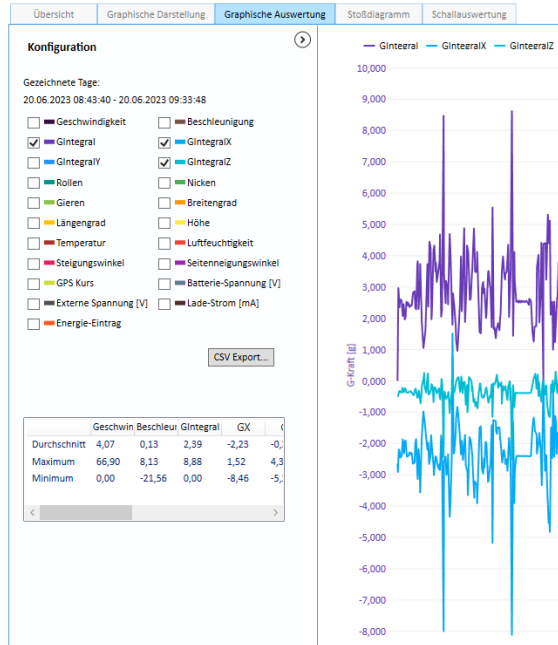 Übersicht Graphische Darstellung Graphische Auswertung Stoßdiagramm Schallauswertung
Konfiguration
Gezeichnete Tage:
20.06.2023 08:43:40 - 20.06.2023 09:33:48
Geschwindigkeit Beschleunigung
GIntegral GIntegralX
GIntegralY GIntegralZ
Rollen Nicken
Gieren Breitengrad
Längengrad Höhe
Temperatur Luftfeuchtigkeit
Steigungswinkel Seitenneigungswinkel
GPS Kurs Batterie-Spannung [V]
Externe Spannung [V] Lade-Strom [mA]
Energie-Eintrag
CSV Export...
Geschwin Beschleun GIntegral GX
Durchschnitt 4,07 0,13 2,39 -2,23
Maximum 66,90 8,13 8,88 1,52
Minimum 0,00 -21,56 0,00 -8,46
GIntegral GIntegralX GIntegralZ
10,000
9,000
8,000
7,000
6,000
5,000
4,000
3,000
2,000
1,000
0,000
-1,000
-2,000
-3,000
-4,000
-5,000
-6,000
-7,000
-8,000
G-Kraft [g]